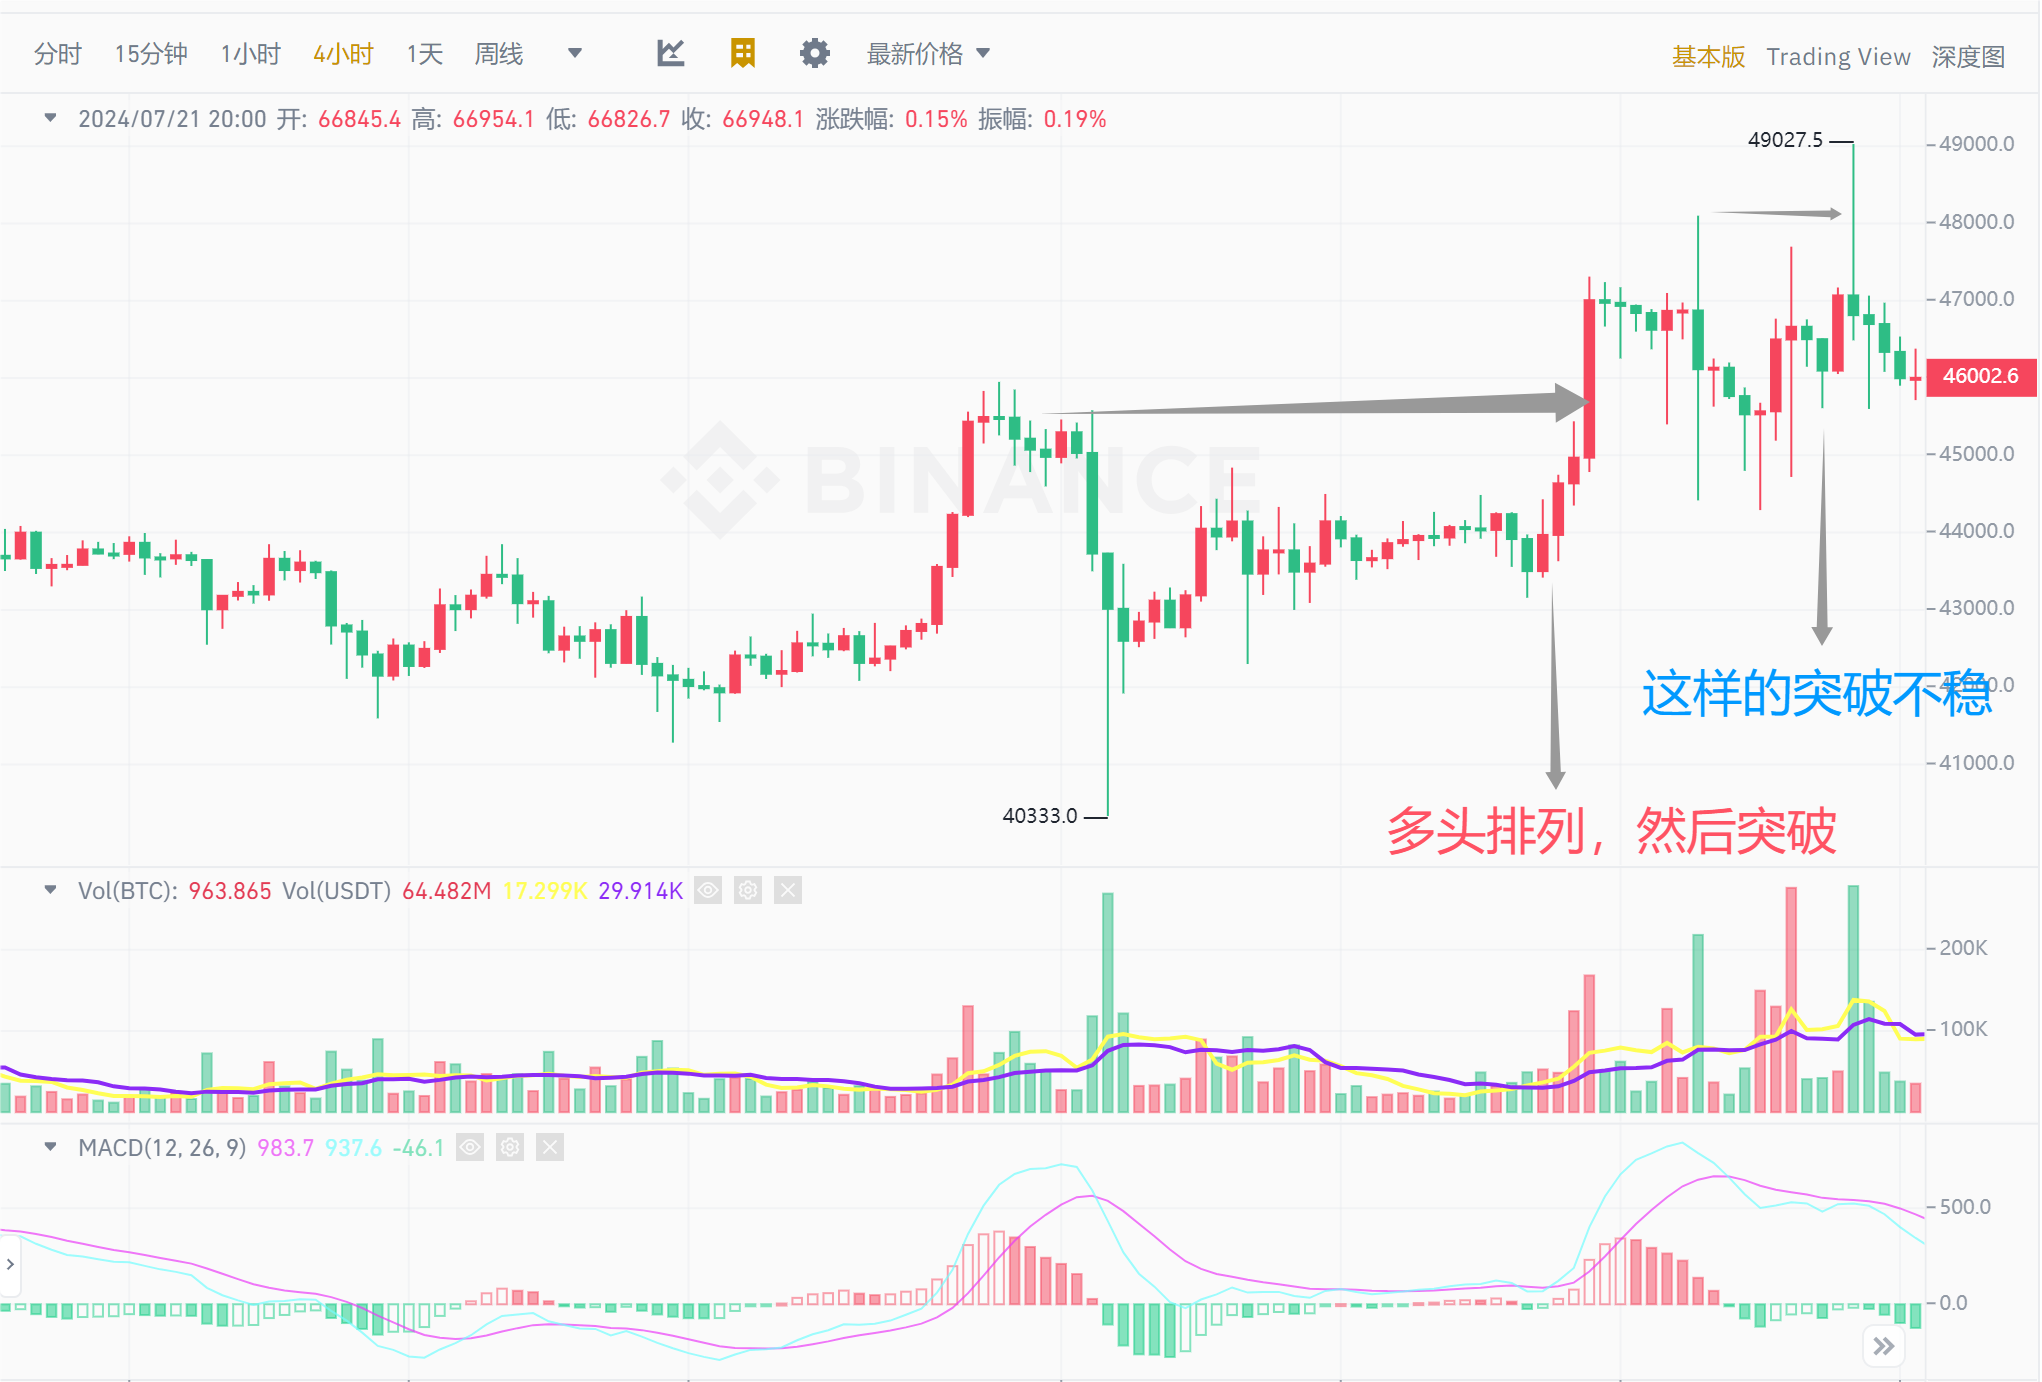 分时 15分钟 1小时 4小时 1天 周线 最新价格 基本版 Trading View 深度图
2024/07/21 20:00 开: 66845.4 高: 66954.1 低: 66826.7 收: 66948.1 涨跌幅: 0.15% 振幅: 0.19%
49027.5
49000.0
48000.0
47000.0
46002.6
BINANCE
45000.0
44000.0
43000.0
这样的突破不稳
41000.0
40333.0
多头排列，然后突破
Vol(BTC): 963.865 Vol(USDT) 64.482M 17.299K 29.914K
200K
100K
MACD(12, 26, 9) 983.7 937.6 -46.1
500.0
0.0